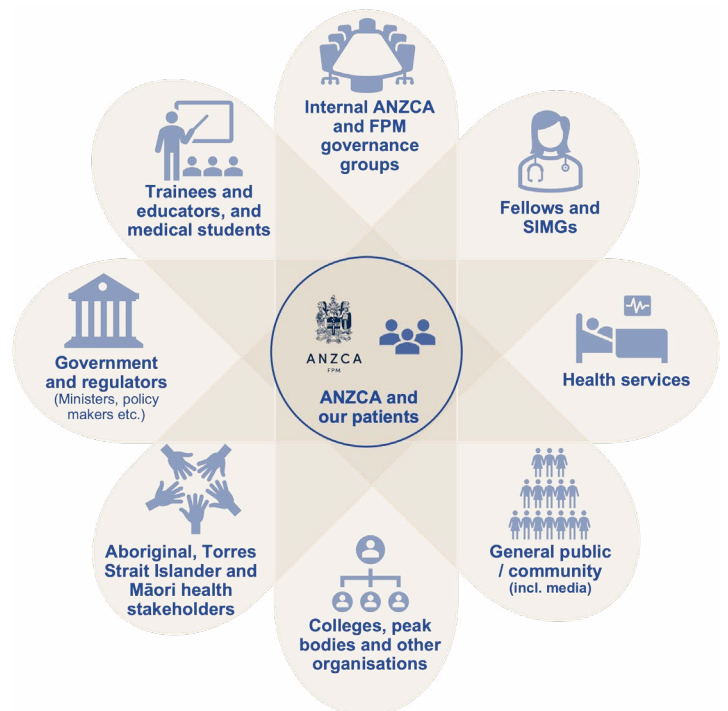 Internal ANZCA
and FPM
governance
groups
Fellows and
SIMGs
Health services
General public
/ community
(incl. media)
Colleges, peak
bodies and other
organisations
Aboriginal, Torres
Strait Islander and
Māori health
stakeholders
Government
and regulators
(Ministers, policy
makers etc.)
Trainees and
educators, and
medical students
ANZCA
FPM
ANZCA and
our patients